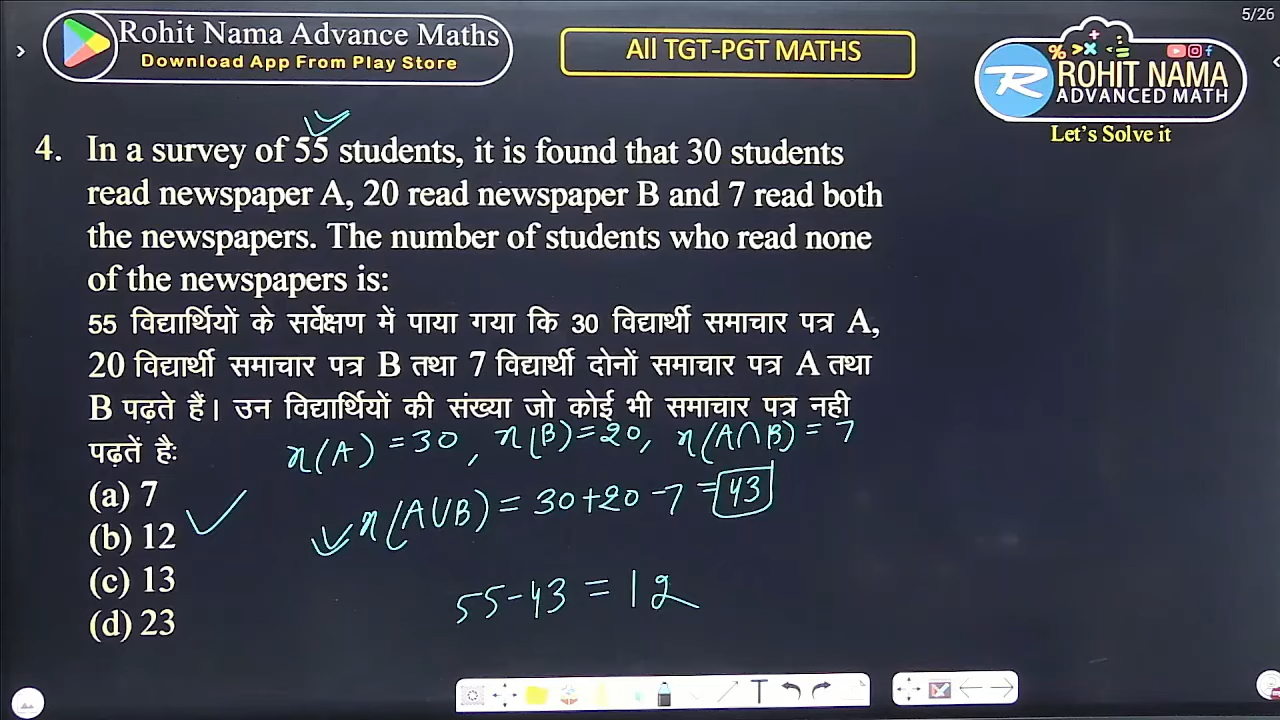 5/26
Rohit Nama Advance Maths
Download App From Play Store
All TGT-PGT MATHS
ROHIT NAMA
ADVANCED MATH
Let's Solve it
4. In a survey of 55 students, it is found that 30 students
read newspaper A, 20 read newspaper B and 7 read both
the newspapers. The number of students who read none
of the newspapers is:
55 विद्यार्थियों के सर्वेक्षण में पाया गया कि 30 विद्यार्थी समाचार पत्र A,
20 विद्यार्थी समाचार पत्र B तथा 7 विद्यार्थी दोनों समाचार पत्र A तथा
B पढ़ते हैं। उन विद्यार्थियों की संख्या जो कोई भी समाचार पत्र नही
पढ़तें हैः
n(A) = 30, n(B) = 20, n(A∩B) = 7
(a) 7
n(A∪B) = 30+20-7 = 43
(b) 12
(c) 13
55-43 = 12
(d) 23